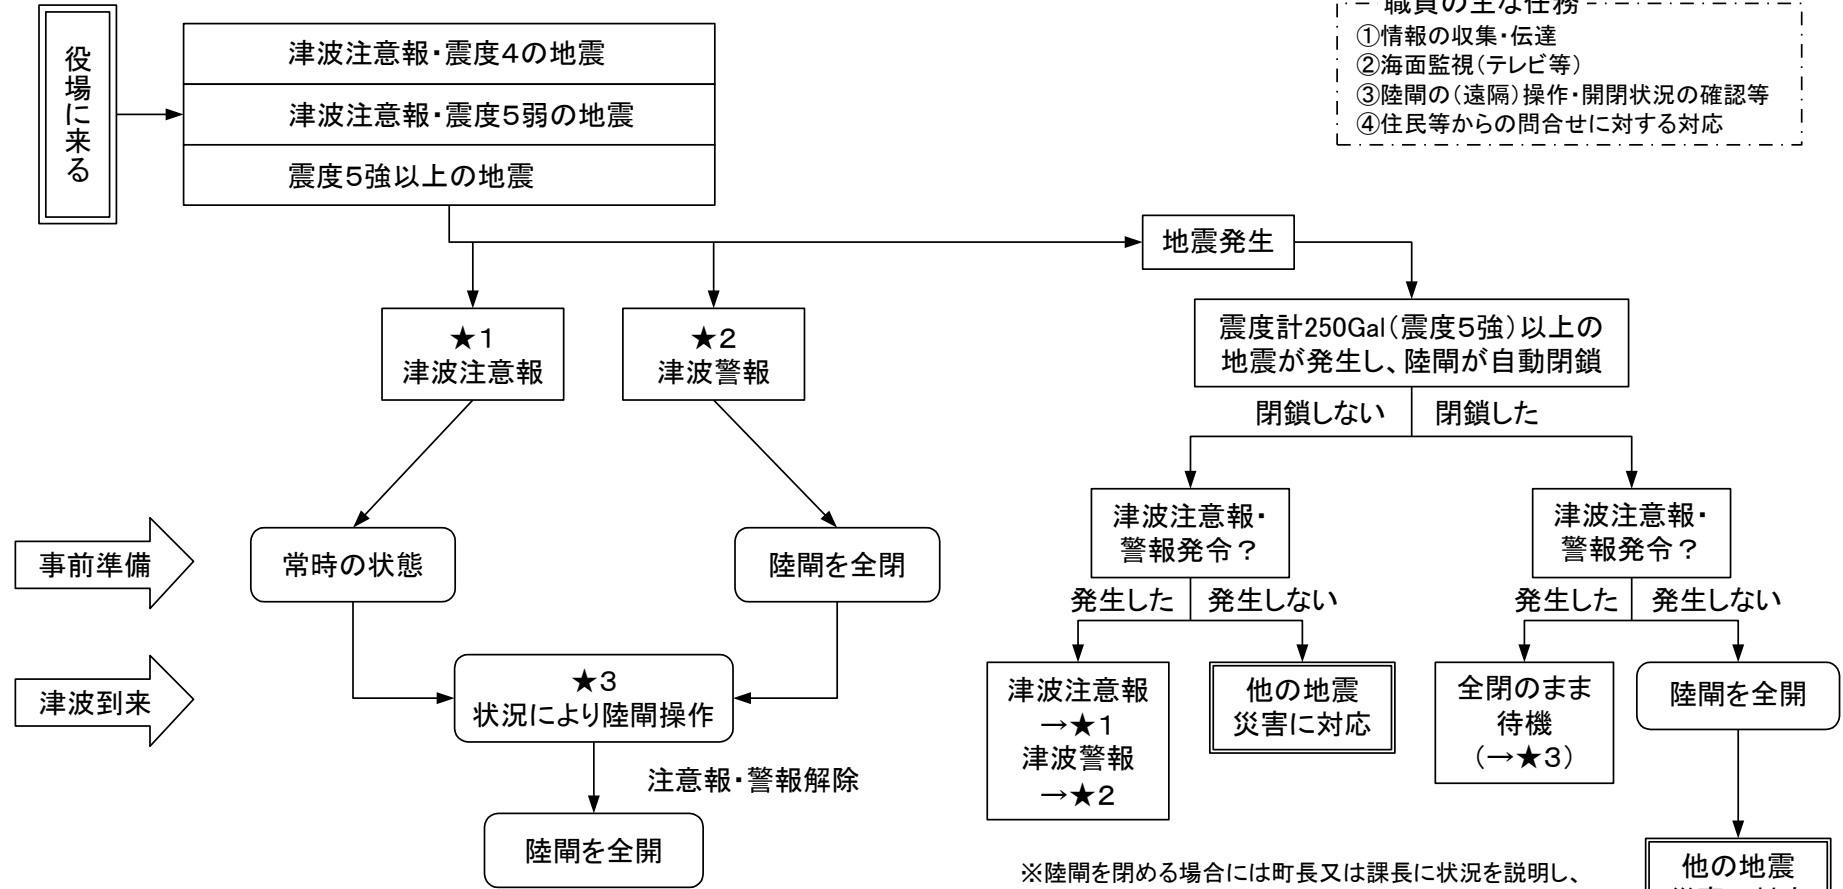 役場に来る
津波注意報・震度4の地震
津波注意報・震度5弱の地震
震度5強以上の地震
職員の主な任務
①情報の収集・伝達
②海面監視（テレビ等）
③陸閘の（遠隔）操作・開閉状況の確認等
④住民等からの問合せに対する対応
地震発生
★1
津波注意報
★2
津波警報
震度計250Gal（震度5強）以上の
地震が発生し、陸閘が自動閉鎖
閉鎖しない
閉鎖した
津波注意報・
警報発令？
津波注意報・
警報発令？
事前準備
常時の状態
陸閘を全閉
発生した
発生しない
発生した
発生しない
津波到来
★3
状況により陸閘操作
津波注意報
→★1
津波警報
→★2
他の地震
災害に対応
全閉のまま
待機
（→★3）
陸閘を全開
注意報・警報解除
陸閘を全開
※陸閘を閉める場合には町長又は課長に状況を説明し、
他の地震